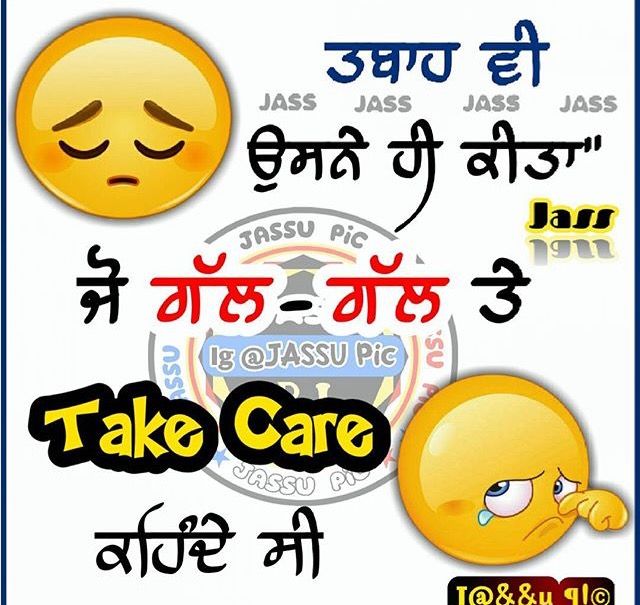 ਤਬਾਹ ਵੀ
JASS JASS JASS JASS
ਉਸਨੇ ਹੀ ਕੀਤਾ"
Jass
JASSU PiC
ਜੋ ਗੱਲ-ਗੱਲ ਤੇ
Ig @JASSU Pic
Take Care
JASSU PiC
ਕਹਿੰਦੇ ਸੀ